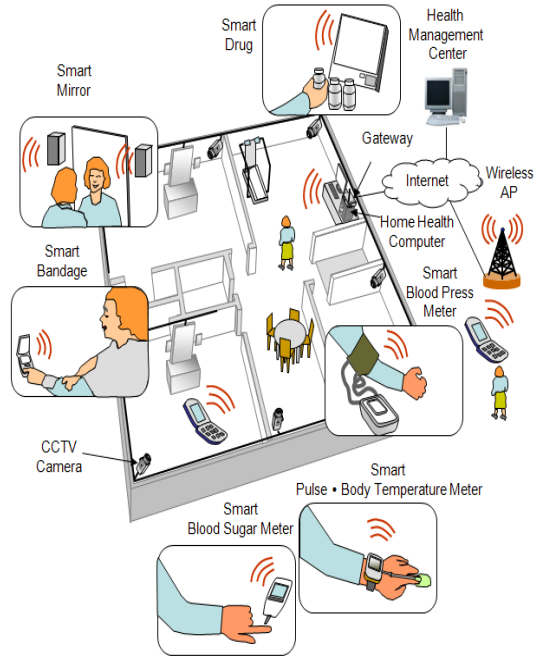 Smart
Drug
Health
Management
Center
Smart
Mirror
Gateway
Internet
Wireless
AP
Home Health
Computer
Smart
Bandage
Smart
Blood Press
Meter
CCTV
Camera
Smart
Pulse • Body Temperature Meter
Smart
Blood Sugar Meter